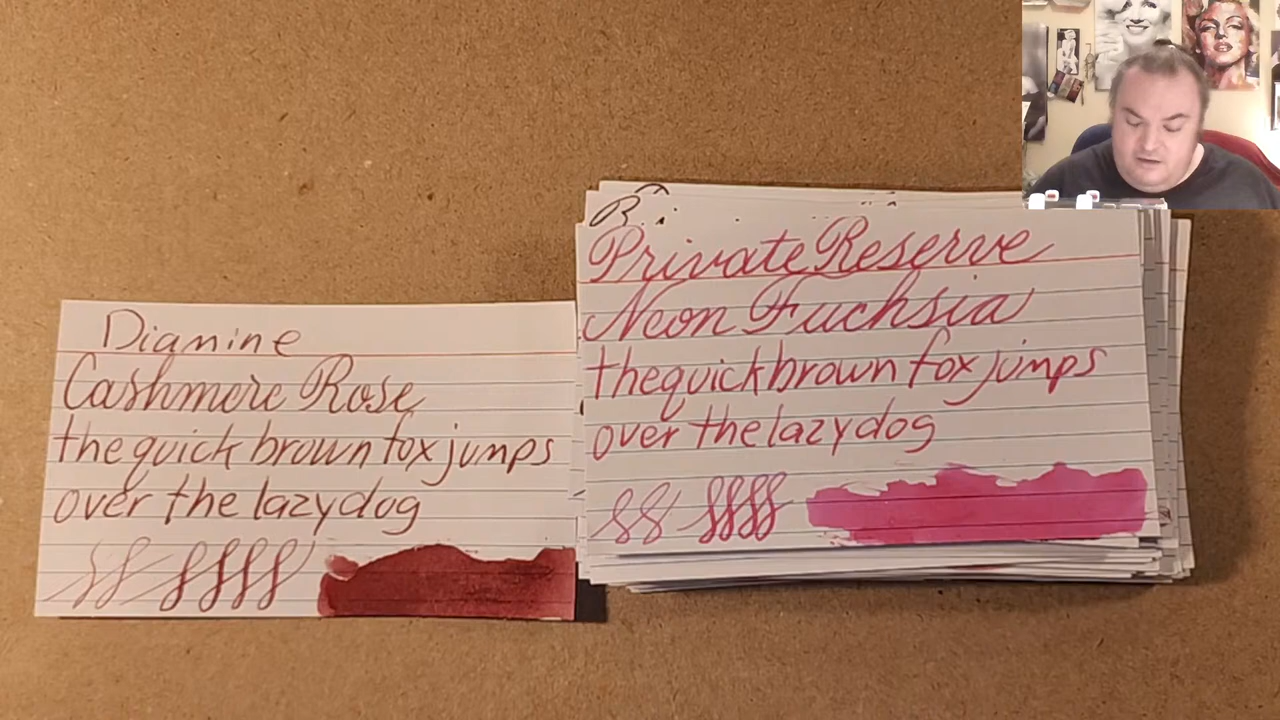 Diamine
Cashmere Rose
the quick brown fox jumps
over the lazy dog
Private Reserve
Neon Fuchsia
the quick brown fox jumps
over the lazy dog